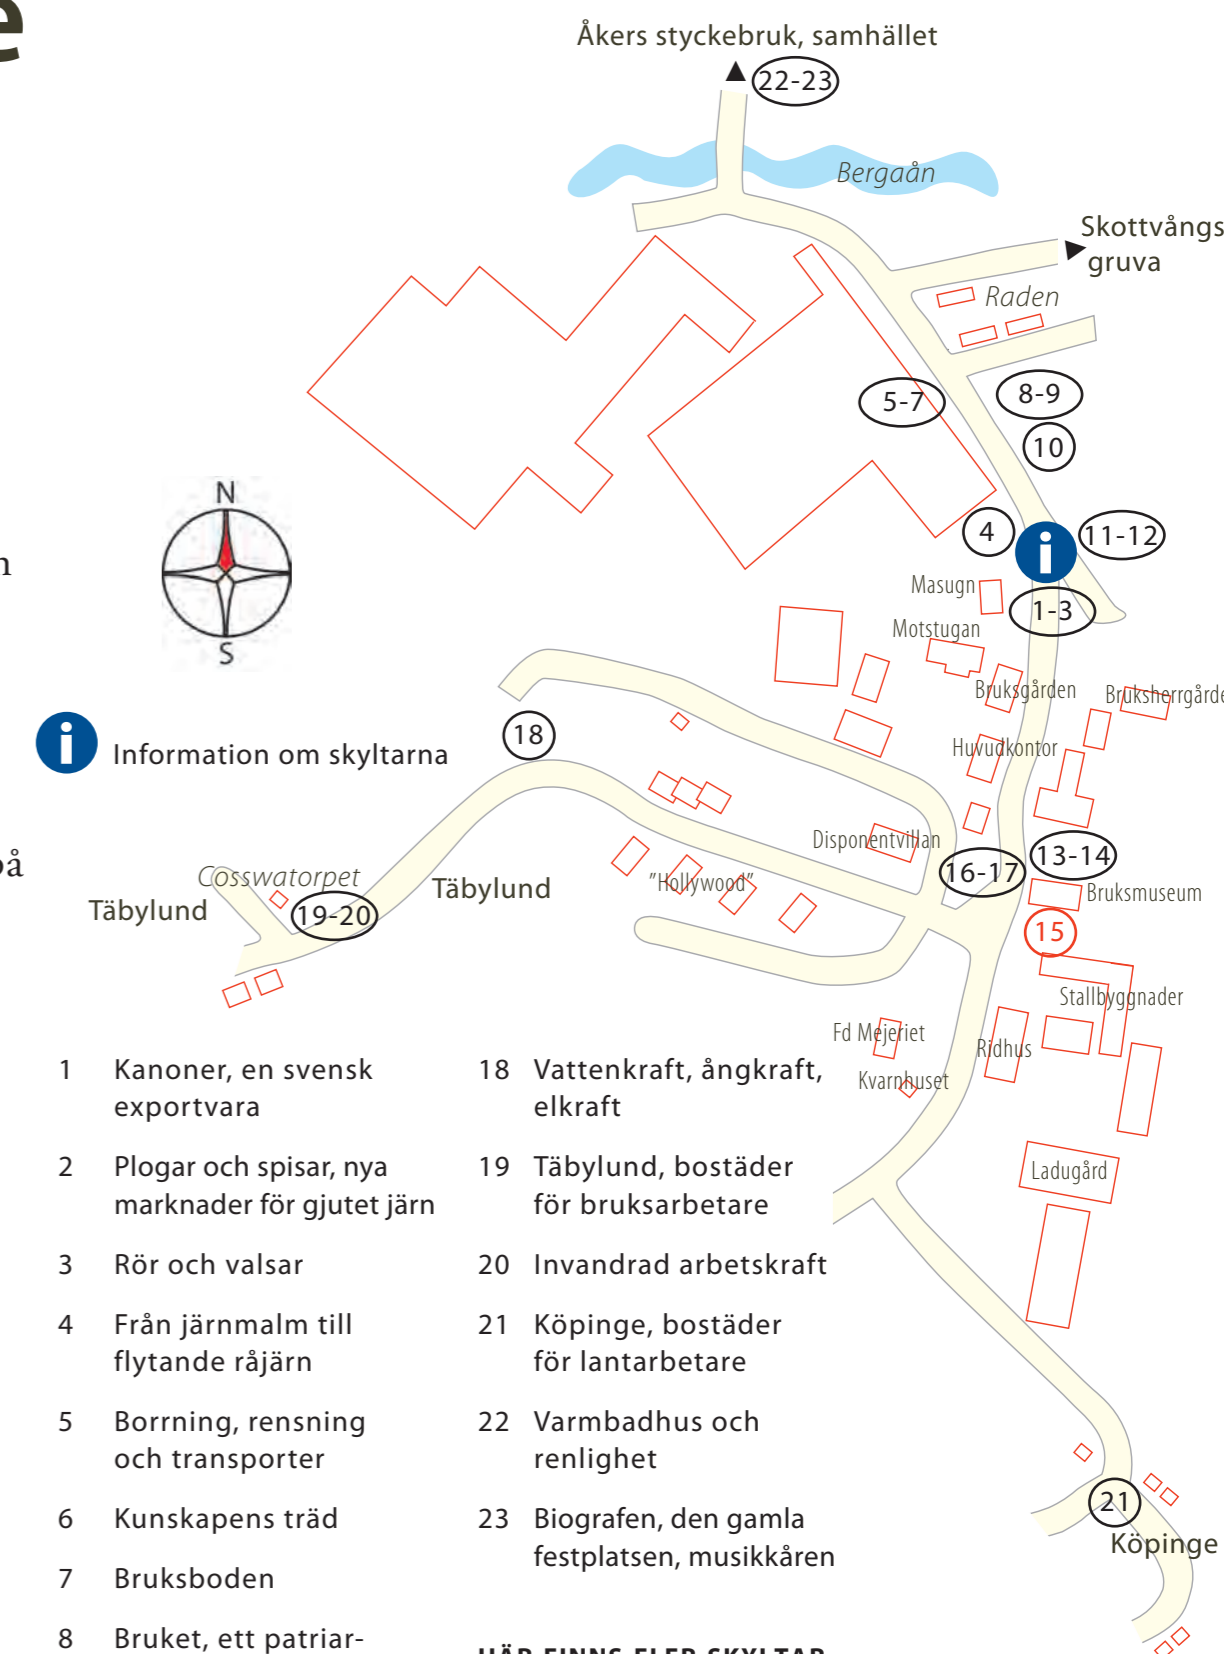 e
Åkers styckebruk, samhället
22-23
Bergaån
Skottvångs
gruva
Raden
5-7
8-9
10
4
11-12
i
Masugn
1-3
Motstugan
Bruksgården
Bruksherrgårde
Huvudkontor
Disponentvillan
16-17
13-14
Bruksmuseum
15
Stallbyggnader
Ridhus
Fd Mejeriet
Kvarnhuset
Ladugård
21
Köpinge
N
S
n
i Information om skyltarna
18
på
Cosswatorpet
Täbylund
19-20
Täbylund
"Hollywood"
1 Kanoner, en svensk
exportvara
2 Plogar och spisar, nya
marknader för gjutet järn
3 Rör och valsar
4 Från järnmalm till
flytande råjärn
5 Borrning, rensning
och transporter
6 Kunskapens träd
7 Bruksboden
8 Bruket, ett patriar-
18 Vattenkraft, ångkraft,
elkraft
19 Täbylund, bostäder
för bruksarbetare
20 Invandrad arbetskraft
21 Köpinge, bostäder
för lantarbetare
22 Varmbadhus och
renlighet
23 Biografen, den gamla
festplatsen, musikkåren
HÄR FINNS FLER SKYLTAR